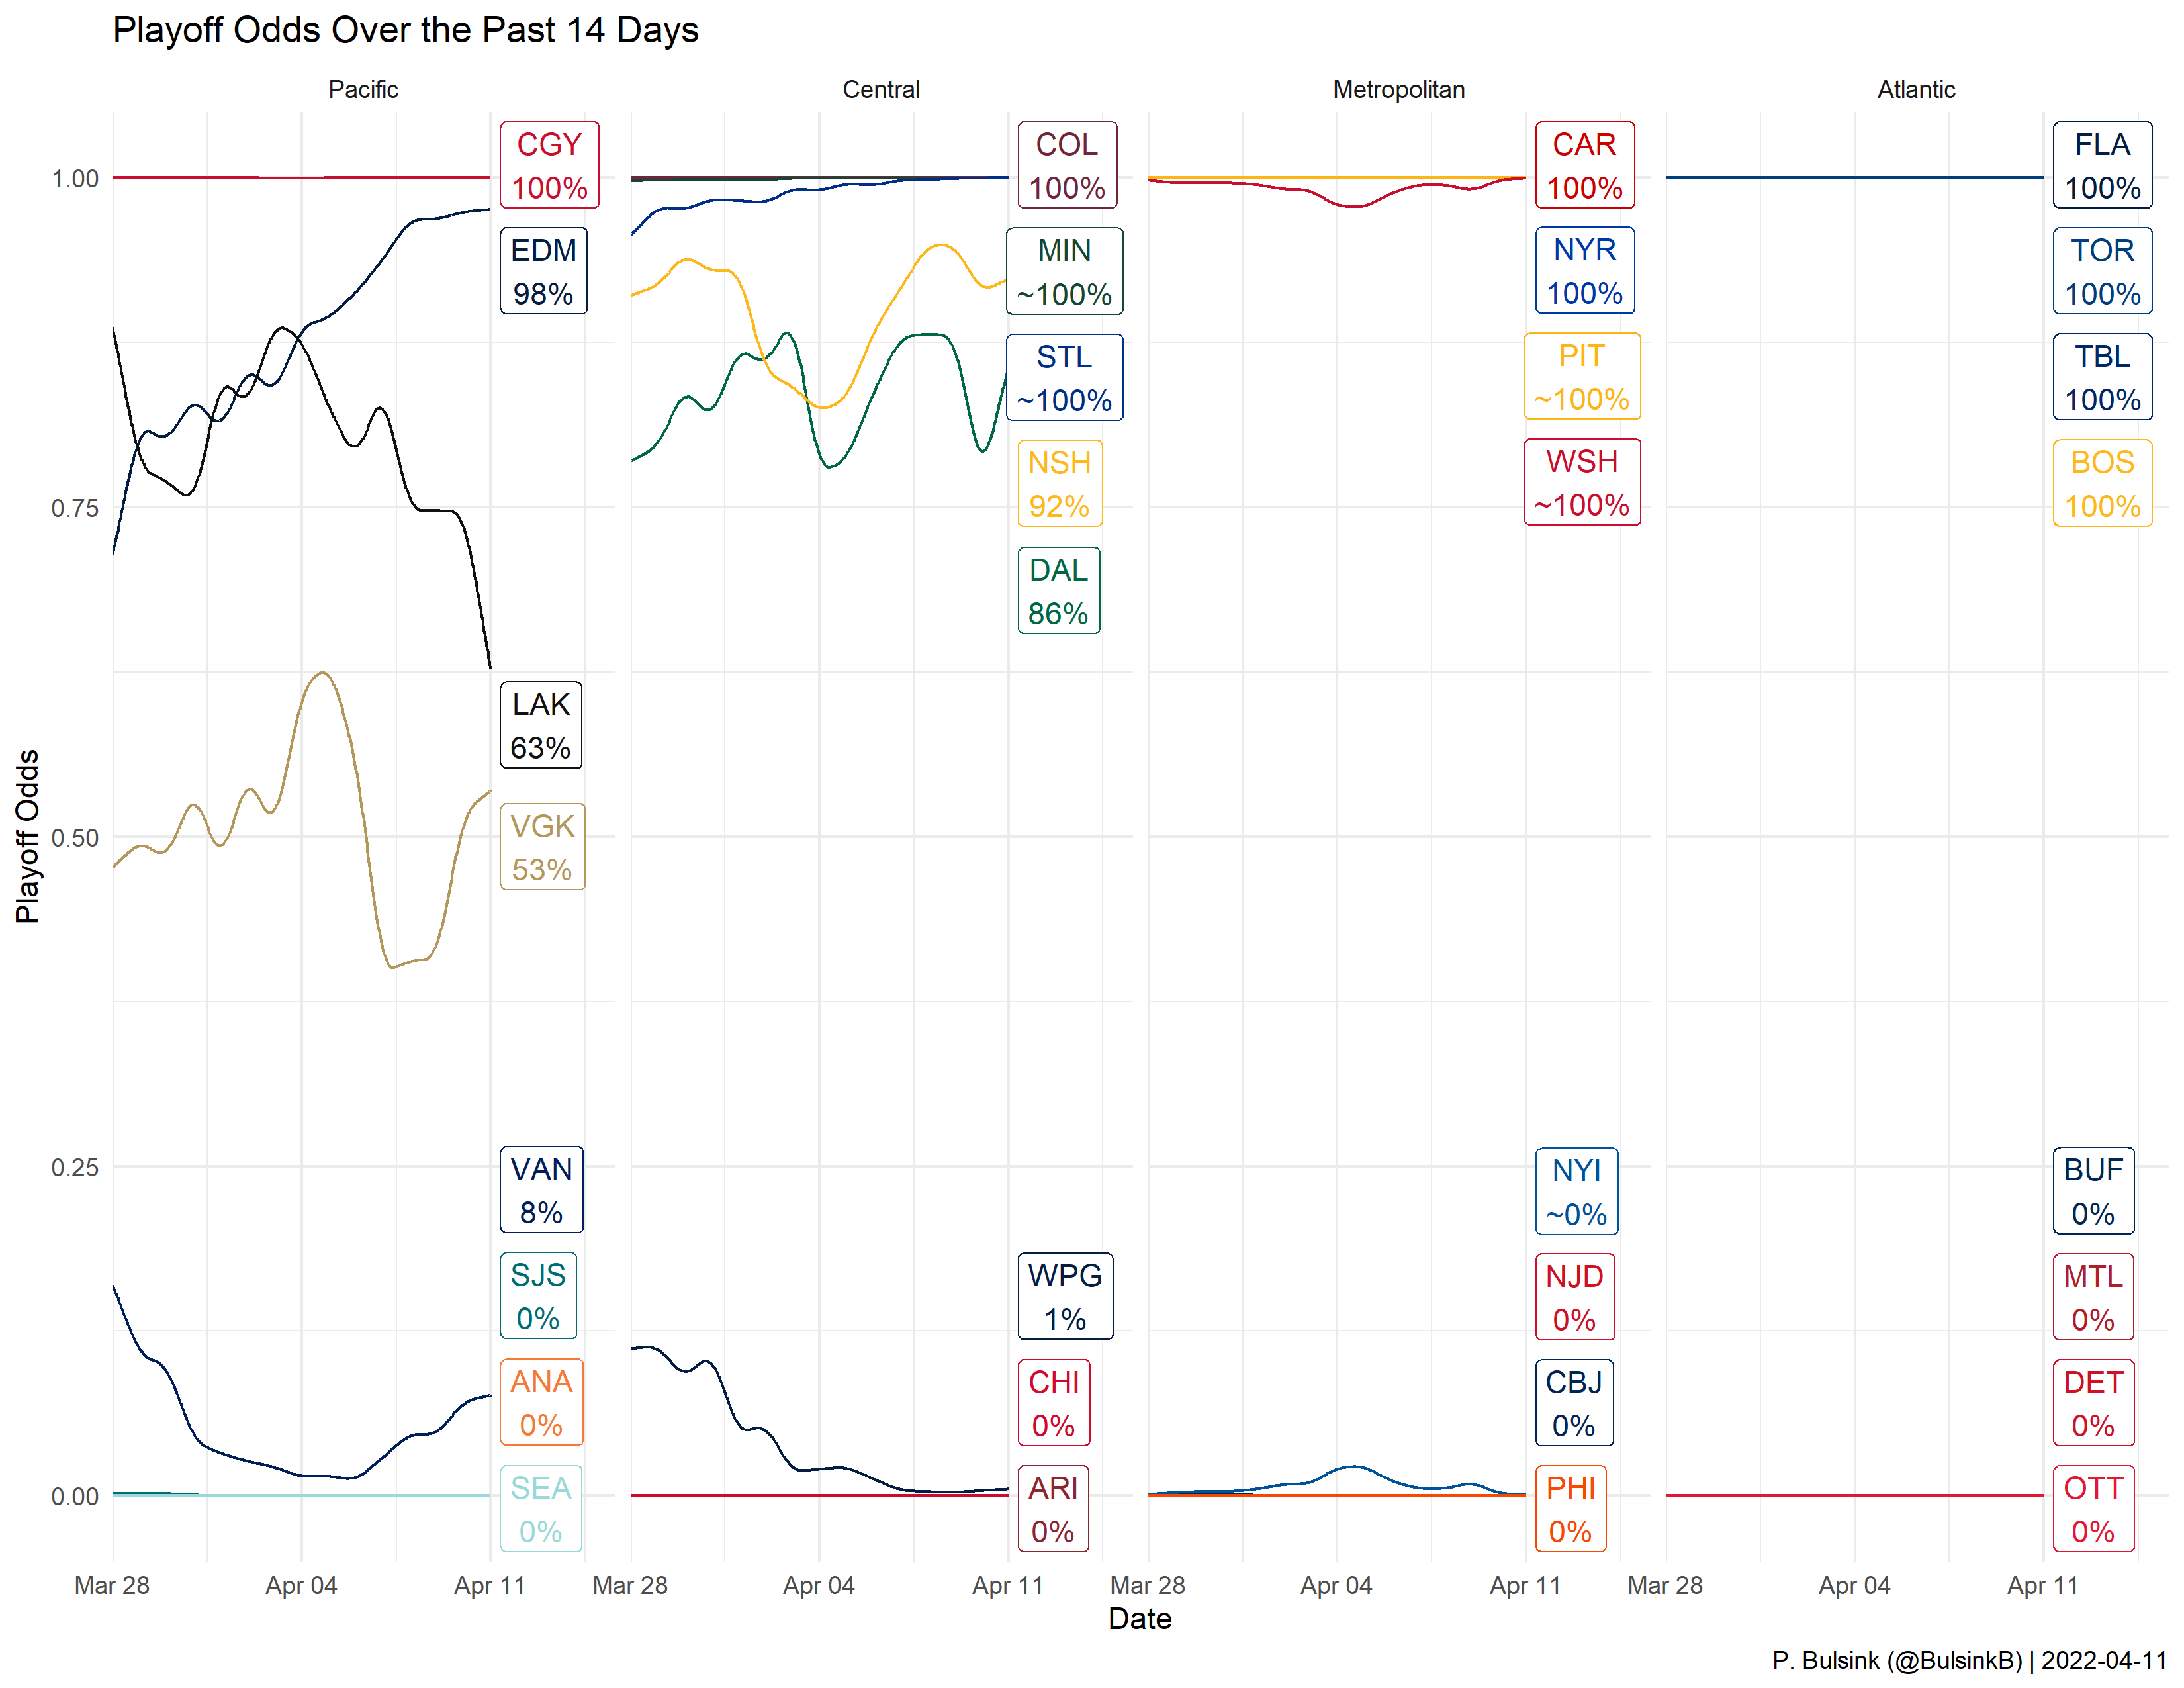 Playoff Odds Over the Past 14 Days
Pacific
Central
Metropolitan
Atlantic
Playoff Odds
1.00
0.75
0.50
0.25
0.00
CGY
100%
EDM
98%
LAK
63%
VGK
53%
VAN
8%
SJS
0%
ANA
0%
SEA
0%
COL
100%
MIN
~100%
STL
~100%
NSH
92%
DAL
86%
WPG
1%
CHI
0%
ARI
0%
CAR
100%
NYR
100%
PIT
~100%
WSH
~100%
NYI
~0%
NJD
0%
CBJ
0%
PHI
0%
FLA
100%
TOR
100%
TBL
100%
BOS
100%
BUF
0%
MTL
0%
DET
0%
OTT
0%
Mar 28
Apr 04
Apr 11
Mar 28
Apr 04
Apr 11
Mar 28
Apr 04
Apr 11
Mar 28
Apr 04
Apr 11
Date
P. Bulsink (@BulsinkB) | 2022-04-11